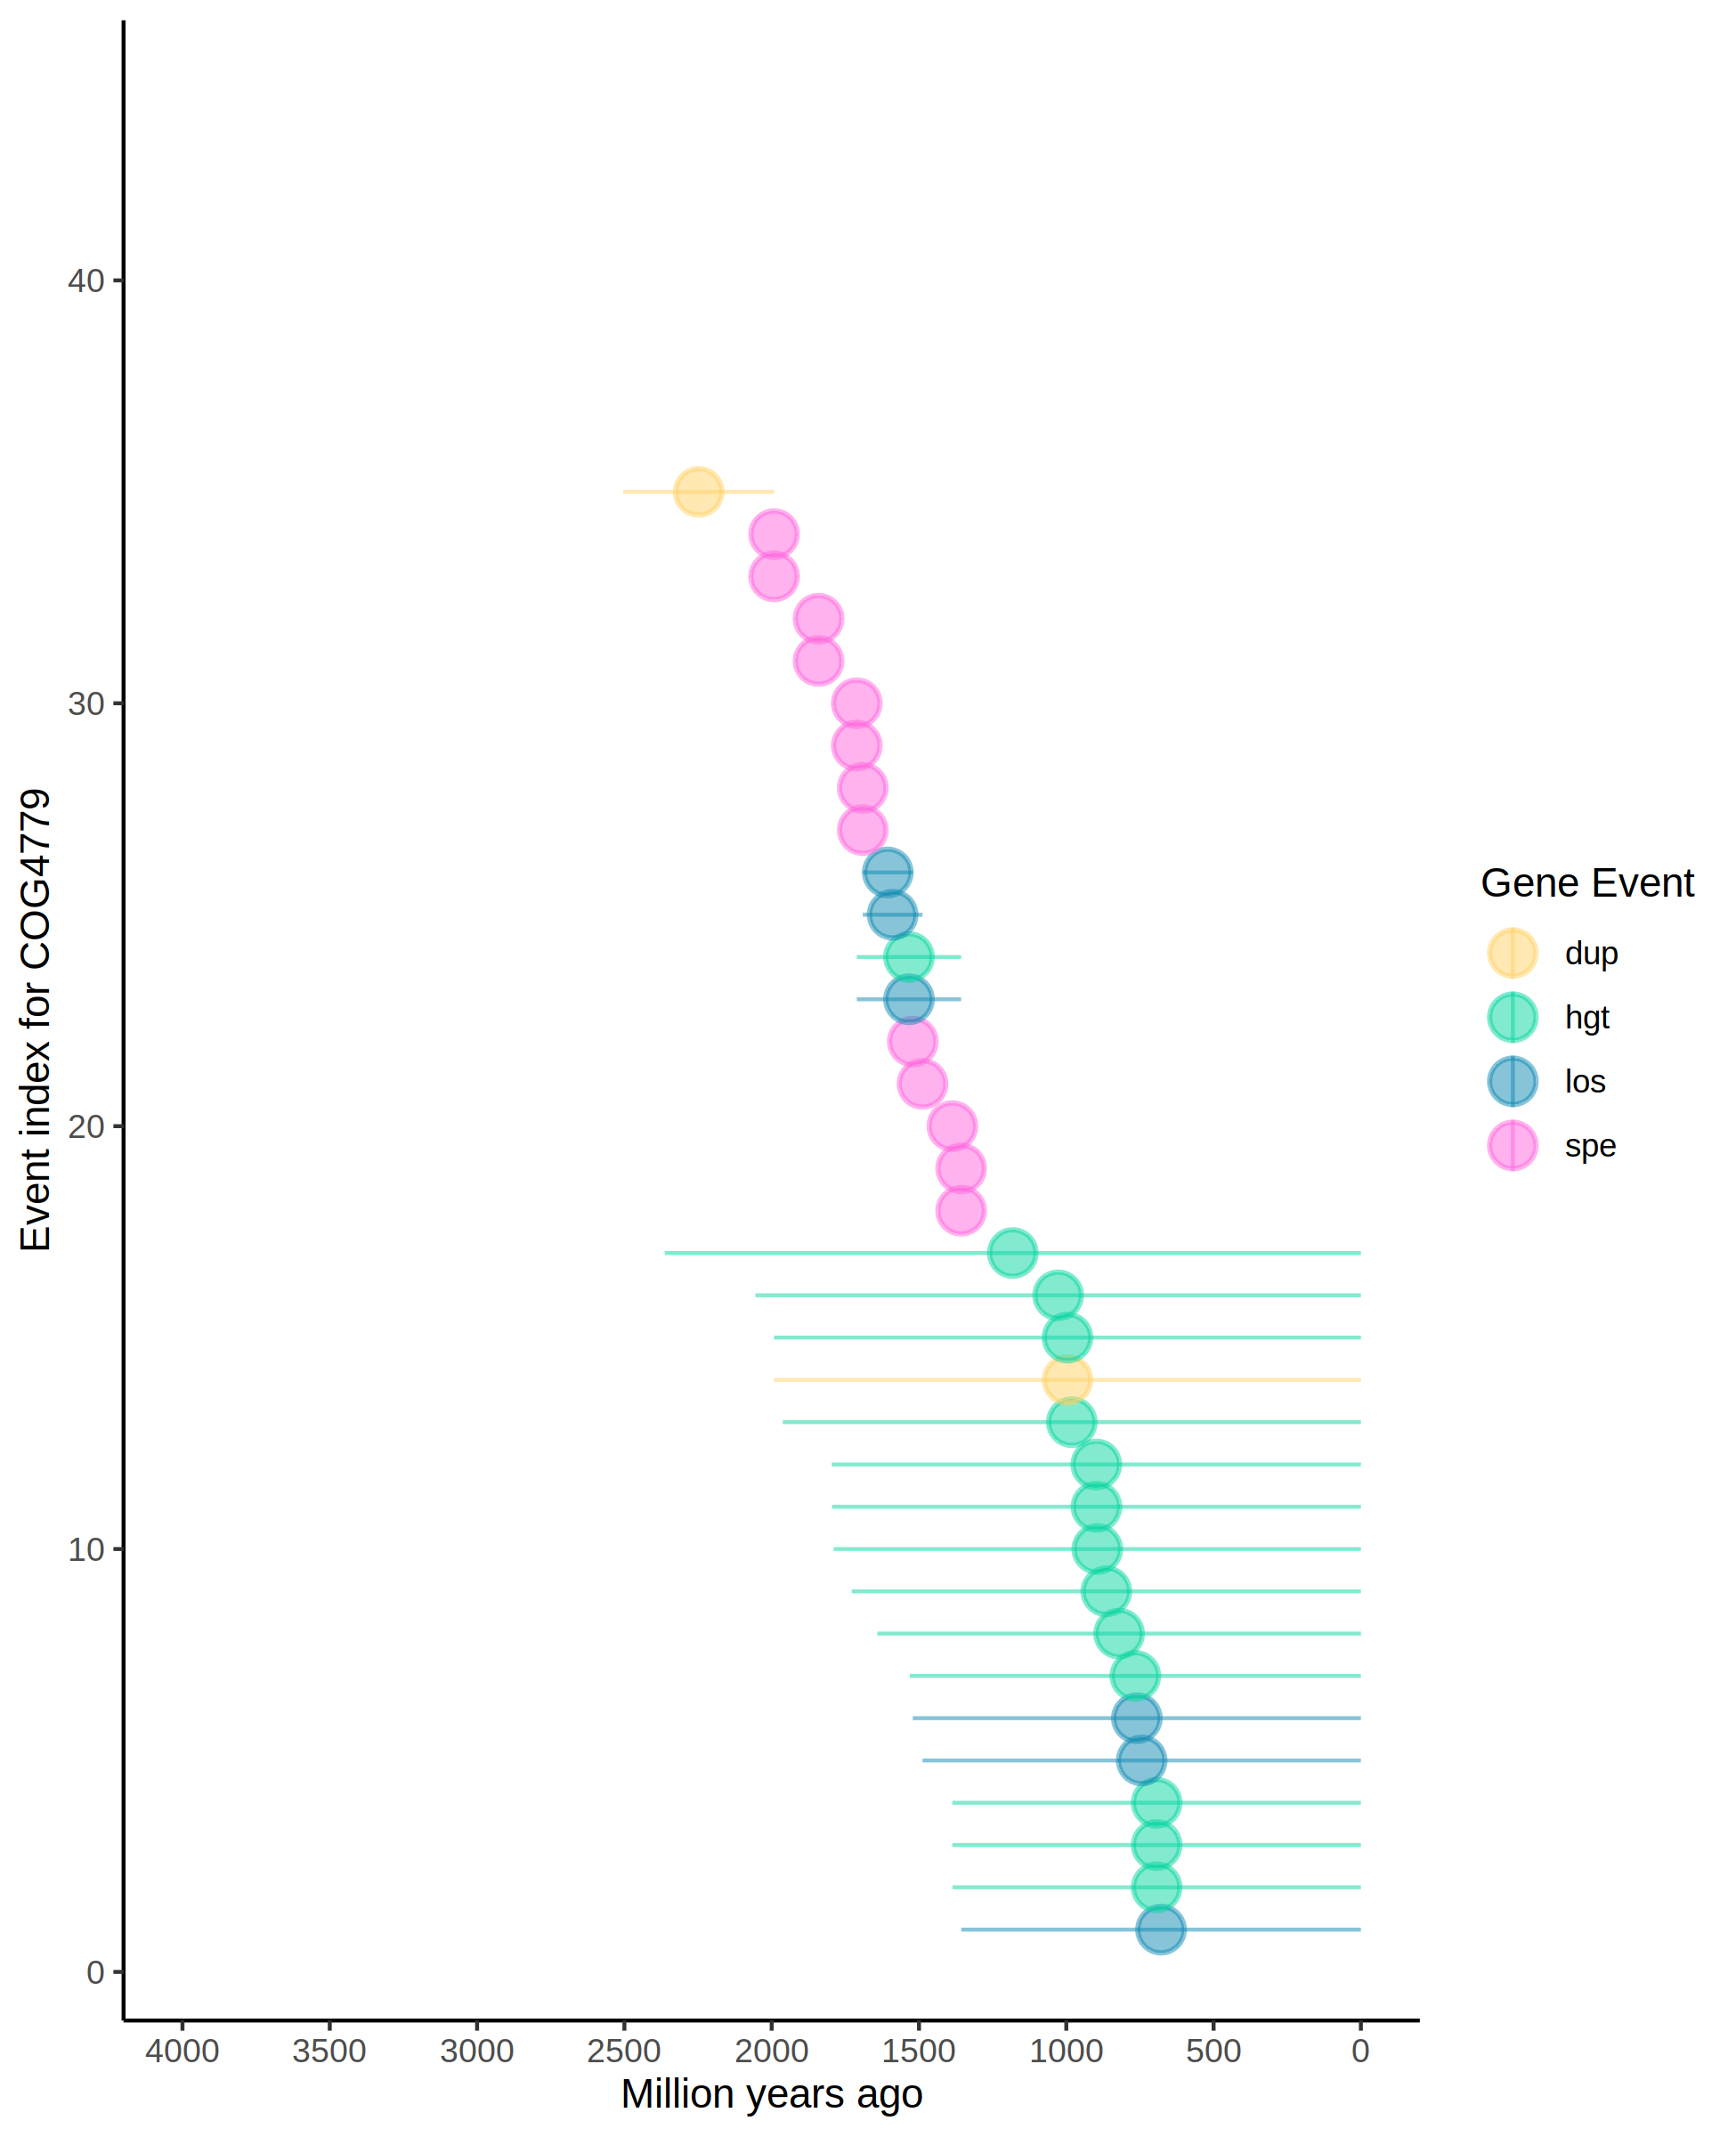 Event index for COG4779
40
30
20
10
0
4000 3500 3000 2500 2000 1500 1000 500 0
Million years ago
Gene Event
dup
hgt
los
spe